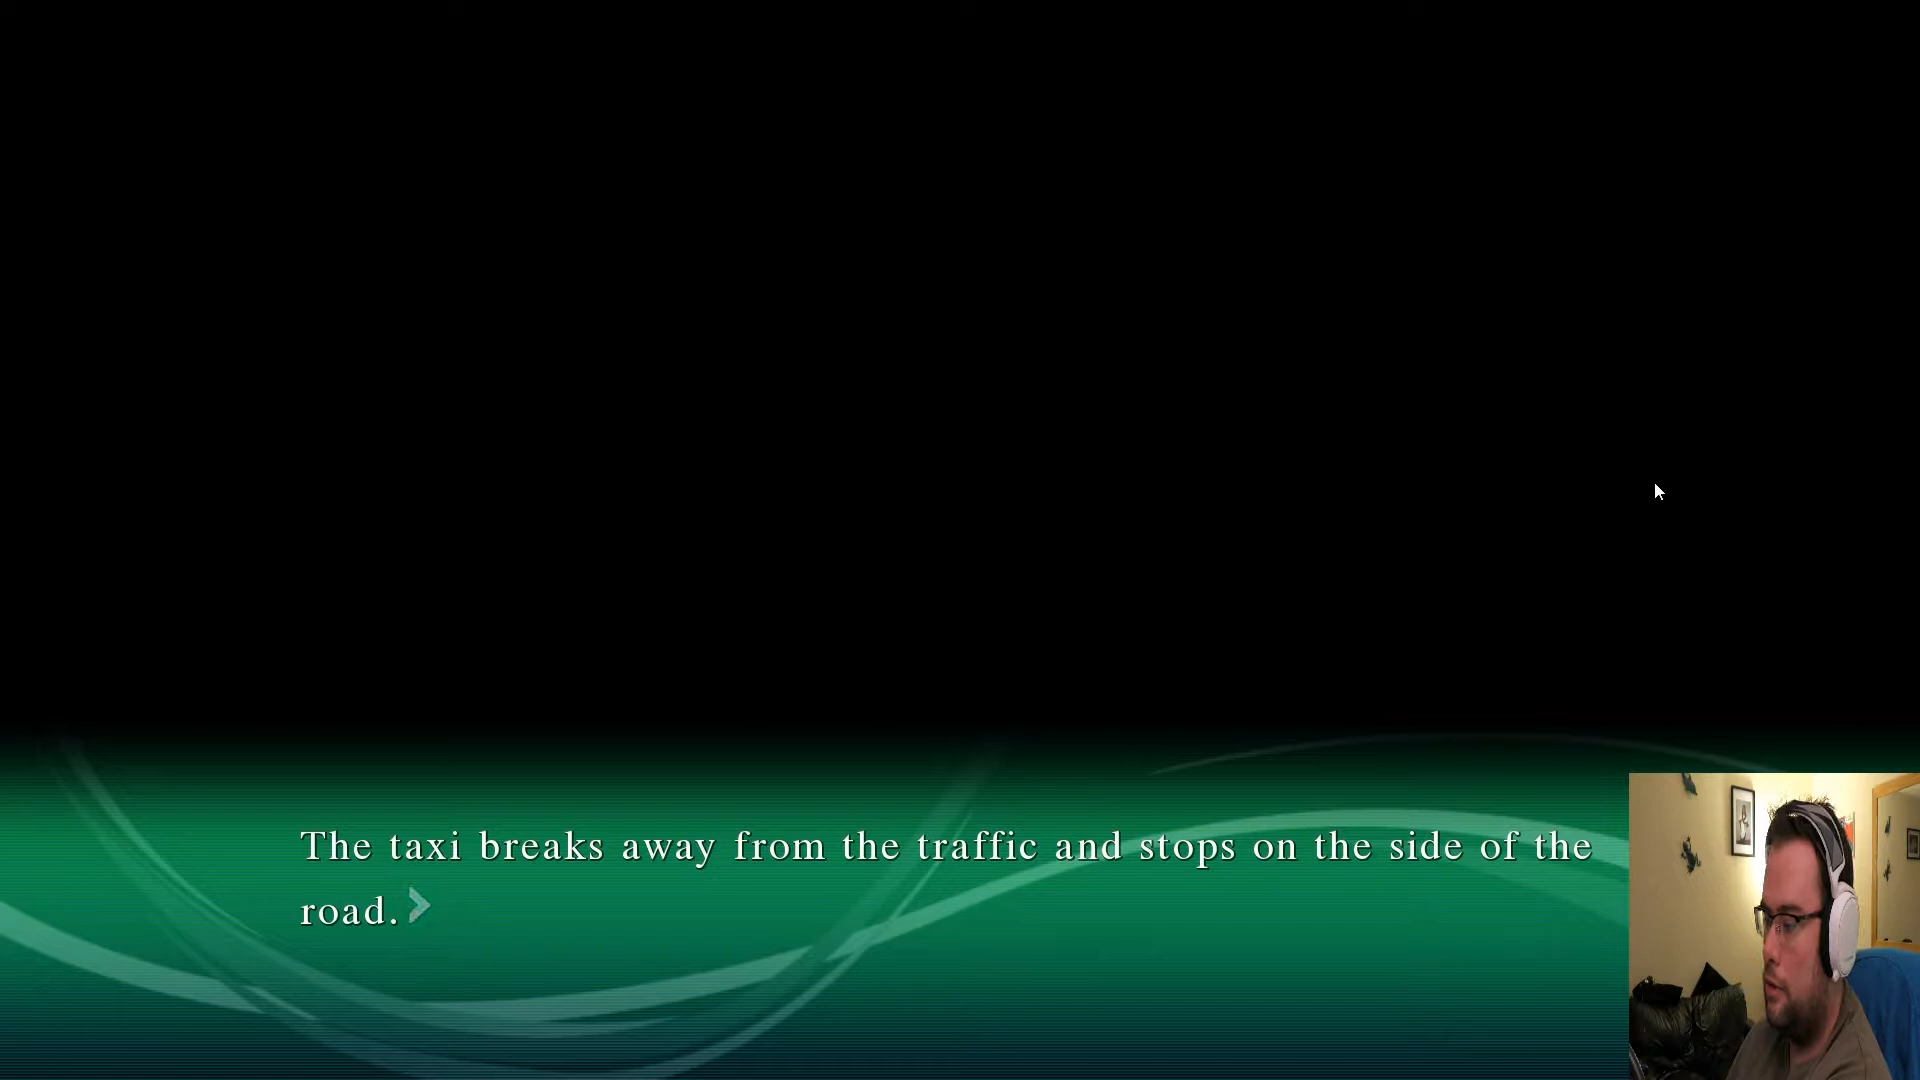 The taxi breaks away from the traffic and stops on the side of the
road.